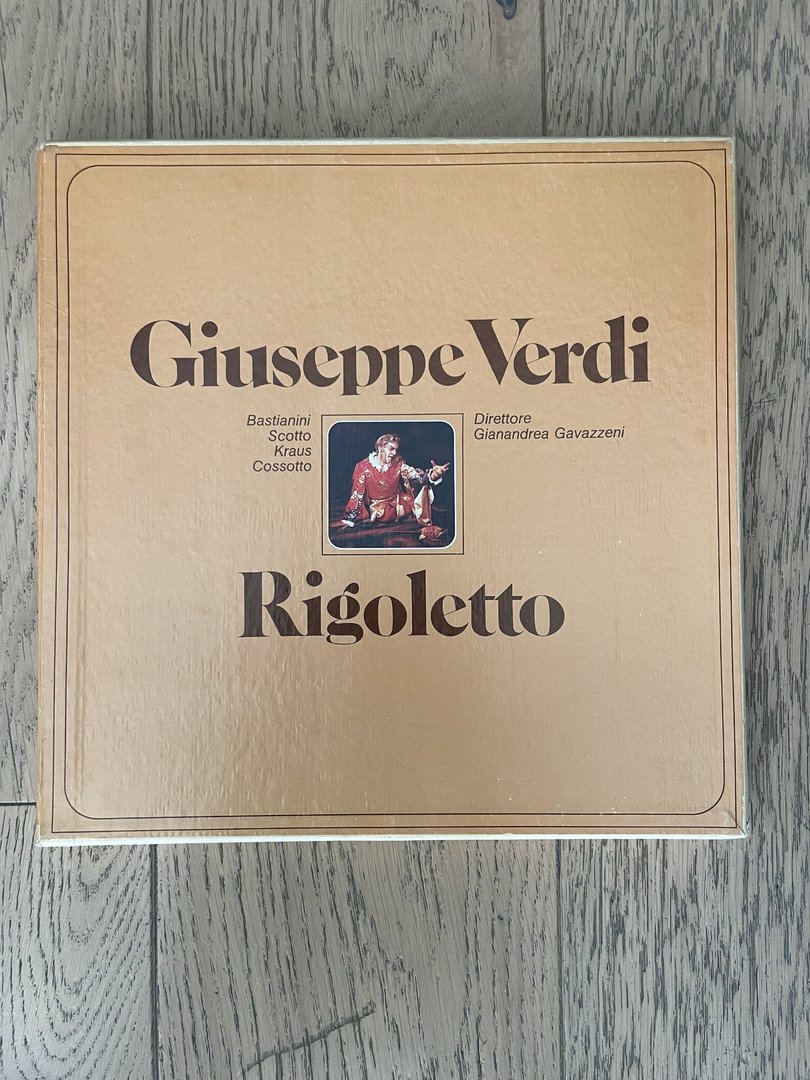 Giuseppe Verdi
Bastianini
Scotto
Kraus
Cossotto
Direttore
Gianandrea Gavazzeni
Rigoletto